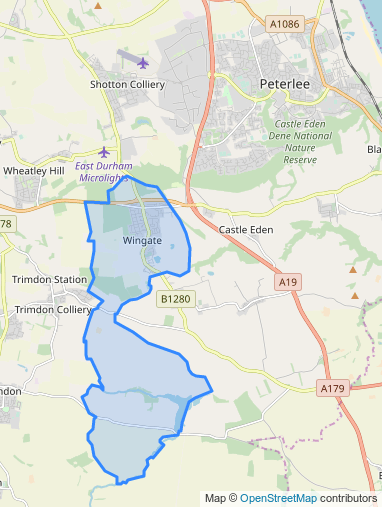 A1086
Shotton Colliery
Peterlee
Castle Eden
Dene National
Nature
Reserve
East Durham
Microlights
Wheatley Hill
Bla
78
Castle Eden
Wingate
Trimdon Station
A19
B1280
Trimdon Colliery
A179
don
Map © OpenStreetMap contributors